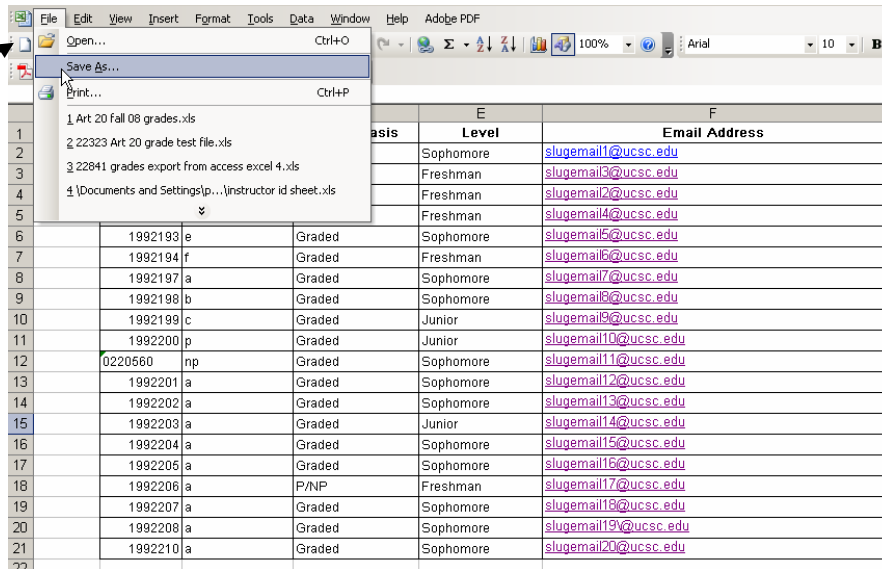 File Edit View Insert Format Tools Data Window Help Adobe PDF
Open... Ctrl+O
100% Arial 10 B
Save As...
Print... Ctrl+P
1 Art 20 fall 08 grades.xls
2 22323 Art 20 grade test file.xls
3 22841 grades export from access excel 4.xls
4 \Documents and Settings\p...\instructor id sheet.xls
E F
1 asis Level Email Address
2 Sophomore slugemail1@ucsc.edu
3 Freshman slugemail3@ucsc.edu
4 Freshman slugemail2@ucsc.edu
5 Freshman slugemail4@ucsc.edu
6 1992193 e Graded Sophomore slugemail5@ucsc.edu
7 1992194 f Graded Freshman slugemail6@ucsc.edu
8 1992197 a Graded Sophomore slugemail7@ucsc.edu
9 1992198 b Graded Sophomore slugemail8@ucsc.edu
10 1992199 c Graded Junior slugemail9@ucsc.edu
11 1992200 p Graded Junior slugemail10@ucsc.edu
12 0220560 np Graded Sophomore slugemail11@ucsc.edu
13 1992201 a Graded Sophomore slugemail12@ucsc.edu
14 1992202 a Graded Sophomore slugemail13@ucsc.edu
15 1992203 a Graded Junior slugemail14@ucsc.edu
16 1992204 a Graded Sophomore slugemail15@ucsc.edu
17 1992205 a Graded Sophomore slugemail16@ucsc.edu
18 1992206 a P/NP Freshman slugemail17@ucsc.edu
19 1992207 a Graded Sophomore slugemail18@ucsc.edu
20 1992208 a Graded Sophomore slugemail19\@ucsc.edu
21 1992210 a Graded Sophomore slugemail20@ucsc.edu
22